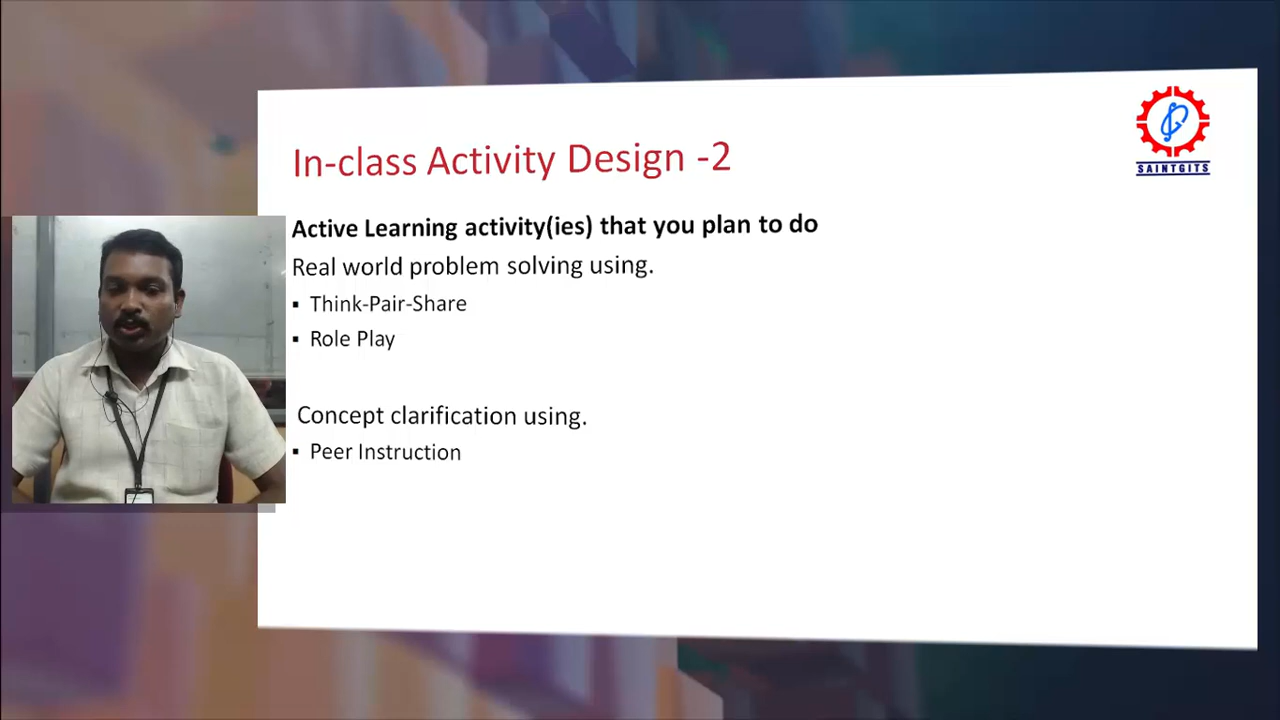 In-class Activity Design -2
SAINTGITS
Active Learning activity(ies) that you plan to do
Real world problem solving using.
▪ Think-Pair-Share
▪ Role Play
Concept clarification using.
▪ Peer Instruction